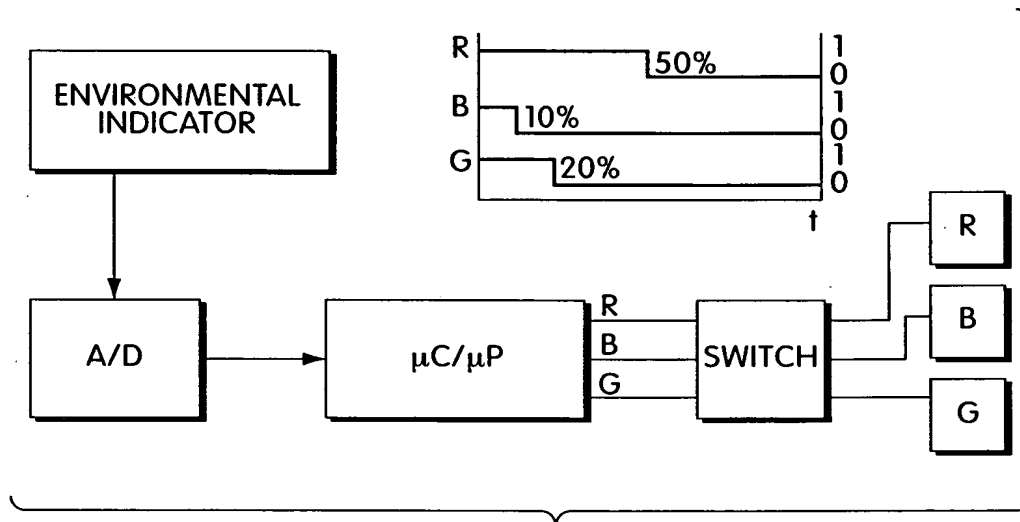 ENVIRONMENTAL
INDICATOR
R
50%
1
0
B
10%
1
0
G
20%
1
0
t
A/D
μC/μP
R
B
G
SWITCH
R
B
G